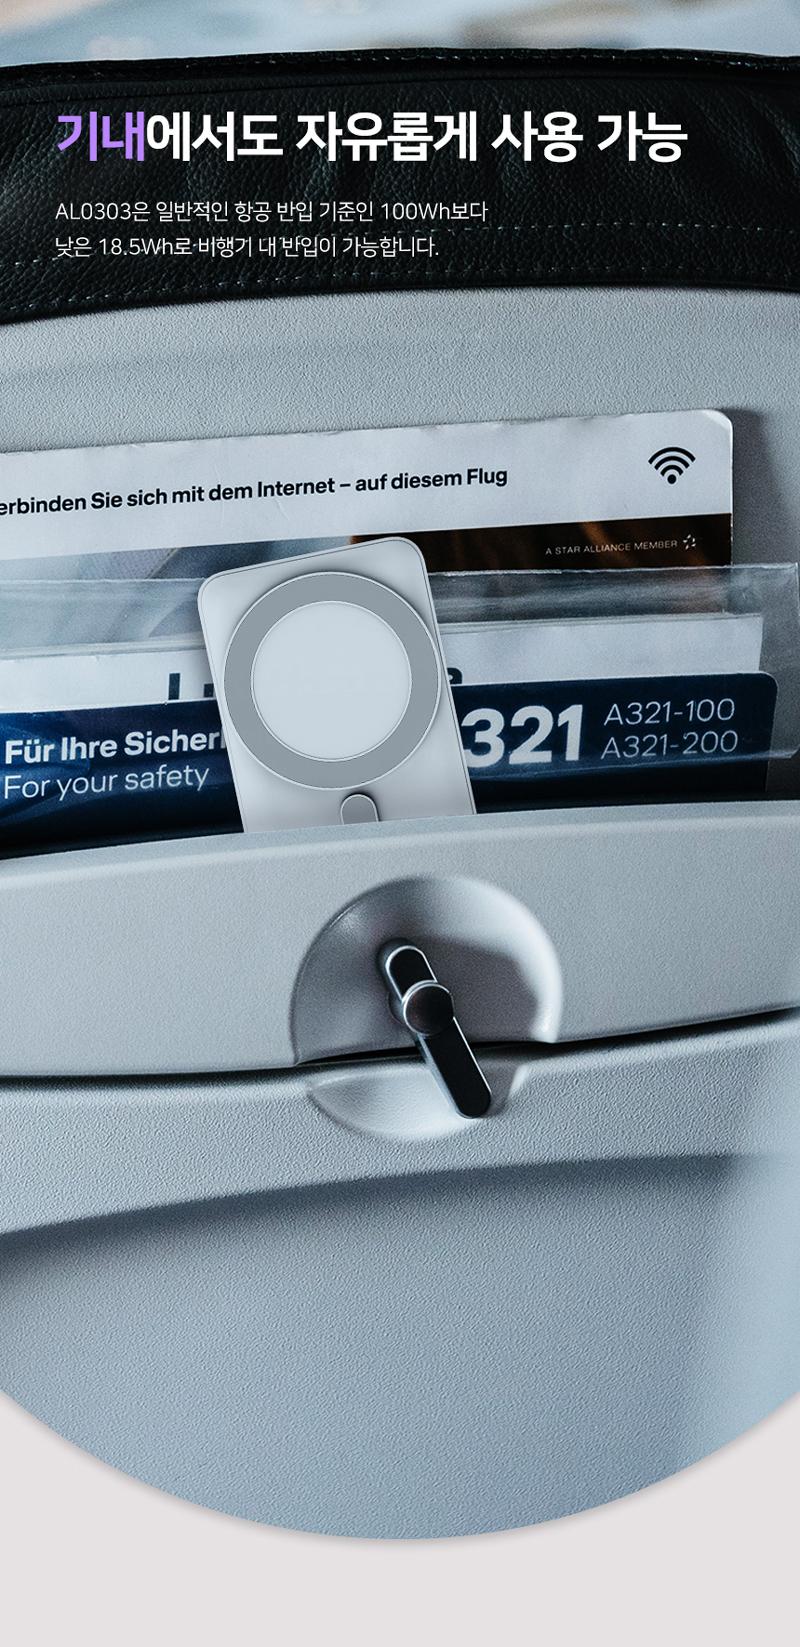 기내에서도 자유롭게 사용 가능
AL0303은 일반적인 항공 반입 기준인 100Wh보다
낮은 18.5Wh로 비행기 내 반입이 가능합니다.
erbinden Sie sich mit dem Internet – auf diesem Flug
A STAR ALLIANCE MEMBER
321 A321-100
A321-200
Für Ihre Sicher
For your safety